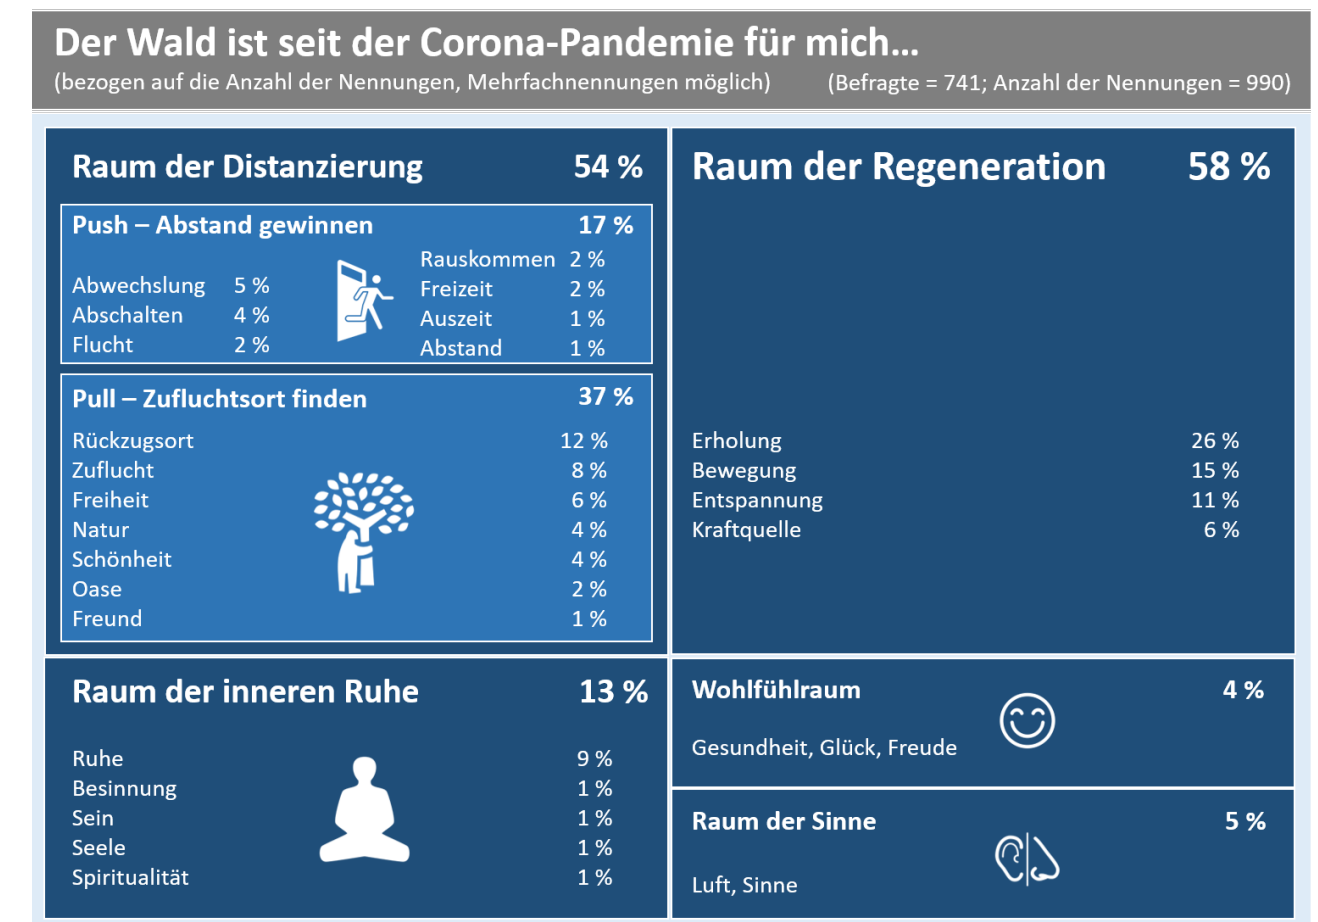 Der Wald ist seit der Corona-Pandemie für mich...
(bezogen auf die Anzahl der Nennungen, Mehrfachnennungen möglich) (Befragte = 741; Anzahl der Nennungen = 990)
Raum der Distanzierung 54 %
Push – Abstand gewinnen 17 %
Abwechslung 5 %
Abschalten 4 %
Flucht 2 %
Rauskommen 2 %
Freizeit 2 %
Auszeit 1 %
Abstand 1 %
Pull – Zufluchtsort finden 37 %
Rückzugsort 12 %
Zuflucht 8 %
Freiheit 6 %
Natur 4 %
Schönheit 4 %
Oase 2 %
Freund 1 %
Raum der Regeneration 58 %
Erholung 26 %
Bewegung 15 %
Entspannung 11 %
Kraftquelle 6 %
Raum der inneren Ruhe 13 %
Ruhe 9 %
Besinnung 1 %
Sein 1 %
Seele 1 %
Spiritualität 1 %
Wohlfühlraum 4 %
Gesundheit, Glück, Freude
Raum der Sinne 5 %
Luft, Sinne